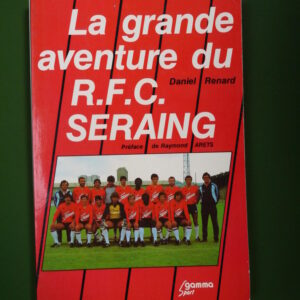 La grande
aventure du
Daniel Renard
R.F.C.
SERAING
Préface de Raymond ARETS
gamma
Sport